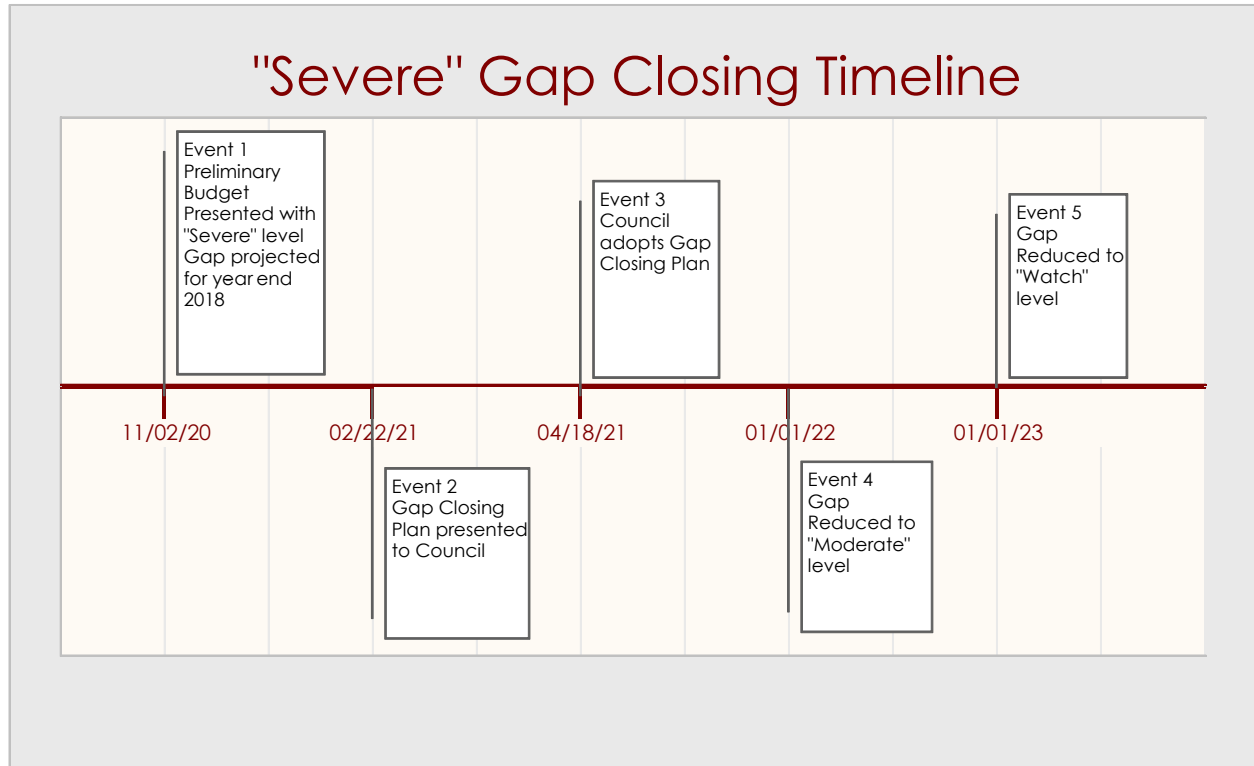 "Severe" Gap Closing Timeline
Event 1
Preliminary
Budget
Presented with
"Severe" level
Gap projected
for year end
2018
Event 3
Council
adopts Gap
Closing Plan
Event 5
Gap
Reduced to
"Watch"
level
11/02/20
02/22/21
04/18/21
01/01/22
01/01/23
Event 2
Gap Closing
Plan presented
to Council
Event 4
Gap
Reduced to
"Moderate"
level